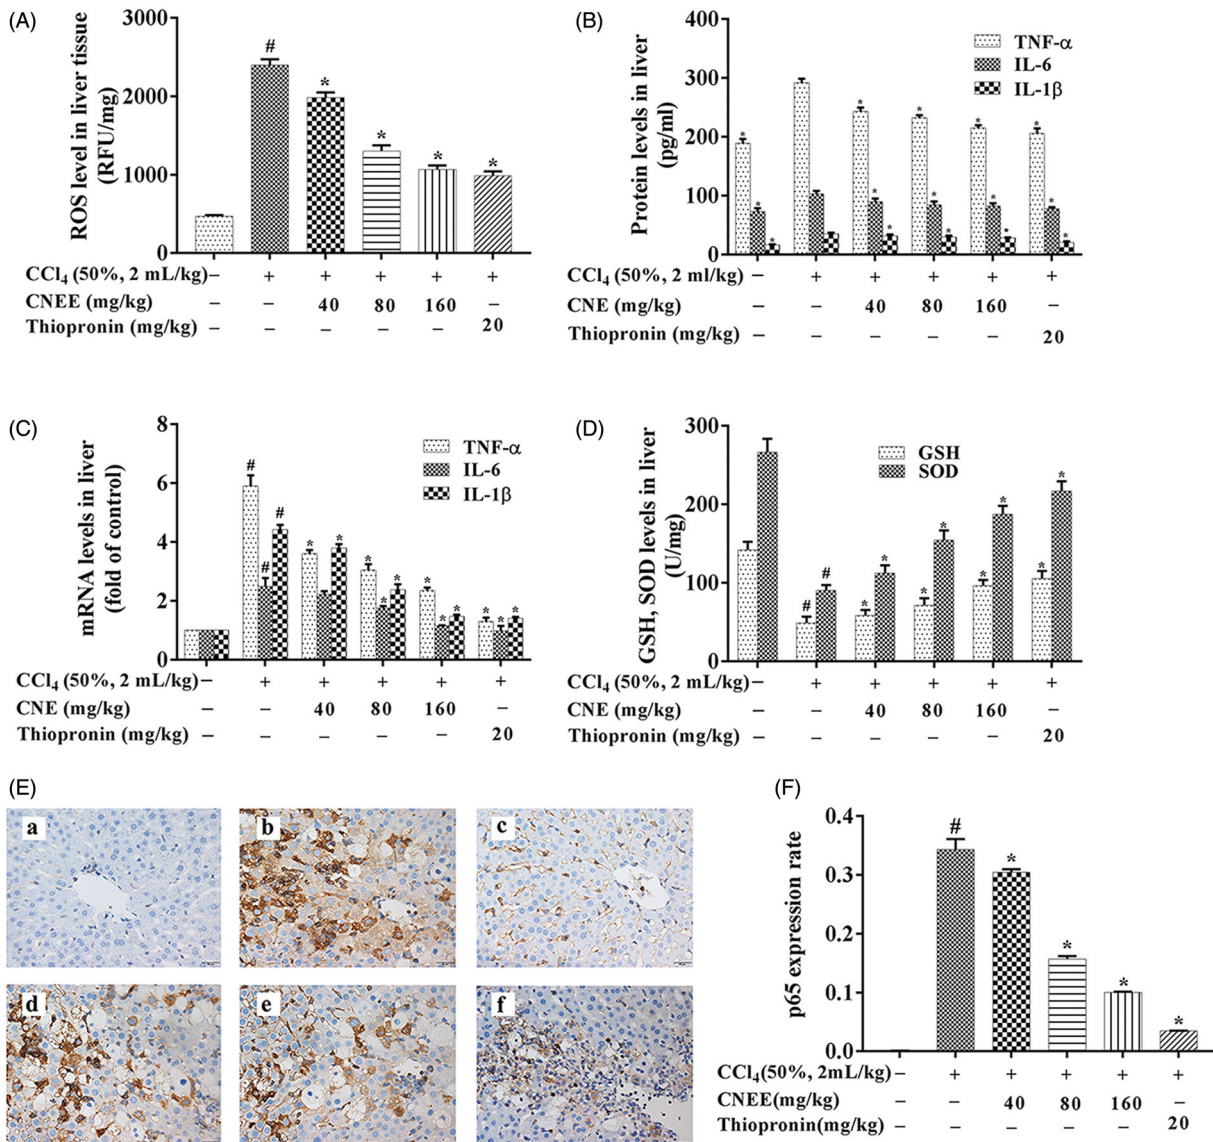 (A)
3000
2000
1000
0
ROS level in liver tissue
(RFU/mg)
#
*
*
*
*
CCl₄ (50%, 2 mL/kg) – + + + + +
CNEE (mg/kg) – – 40 80 160 –
Thiopronin (mg/kg) – – – – – 20
(B)
400
300
200
100
0
Protein levels in liver
(pg/ml)
TNF-α
IL-6
IL-1β
* * * * *
* * * * *
* * * * *
CCl₄ (50%, 2 ml/kg) – + + + + +
CNE (mg/kg) – – 40 80 160 –
Thiopronin (mg/kg) – – – – – 20
(C)
8
6
4
2
0
mRNA levels in liver
(fold of control)
TNF-α
IL-6
IL-1β
# # #
* *
* * *
* * *
* * *
CCl₄ (50%, 2 mL/kg) – + + + + +
CNE (mg/kg) – – 40 80 160 –
Thiopronin (mg/kg) – – – – – 20
(D)
300
200
100
0
GSH, SOD levels in liver
(U/mg)
GSH
SOD
# #
* *
* *
* *
* *
CCl₄ (50%, 2 mL/kg) – + + + + +
CNE (mg/kg) – – 40 80 160 –
Thiopronin (mg/kg) – – – – – 20
(E)
a
b
c
d
e
f
(F)
0.4
0.3
0.2
0.1
0.0
p65 expression rate
#
*
*
*
*
CCl₄(50%, 2mL/kg) – + + + + +
CNEE(mg/kg) – – 40 80 160 –
Thiopronin(mg/kg) – – – – – 20